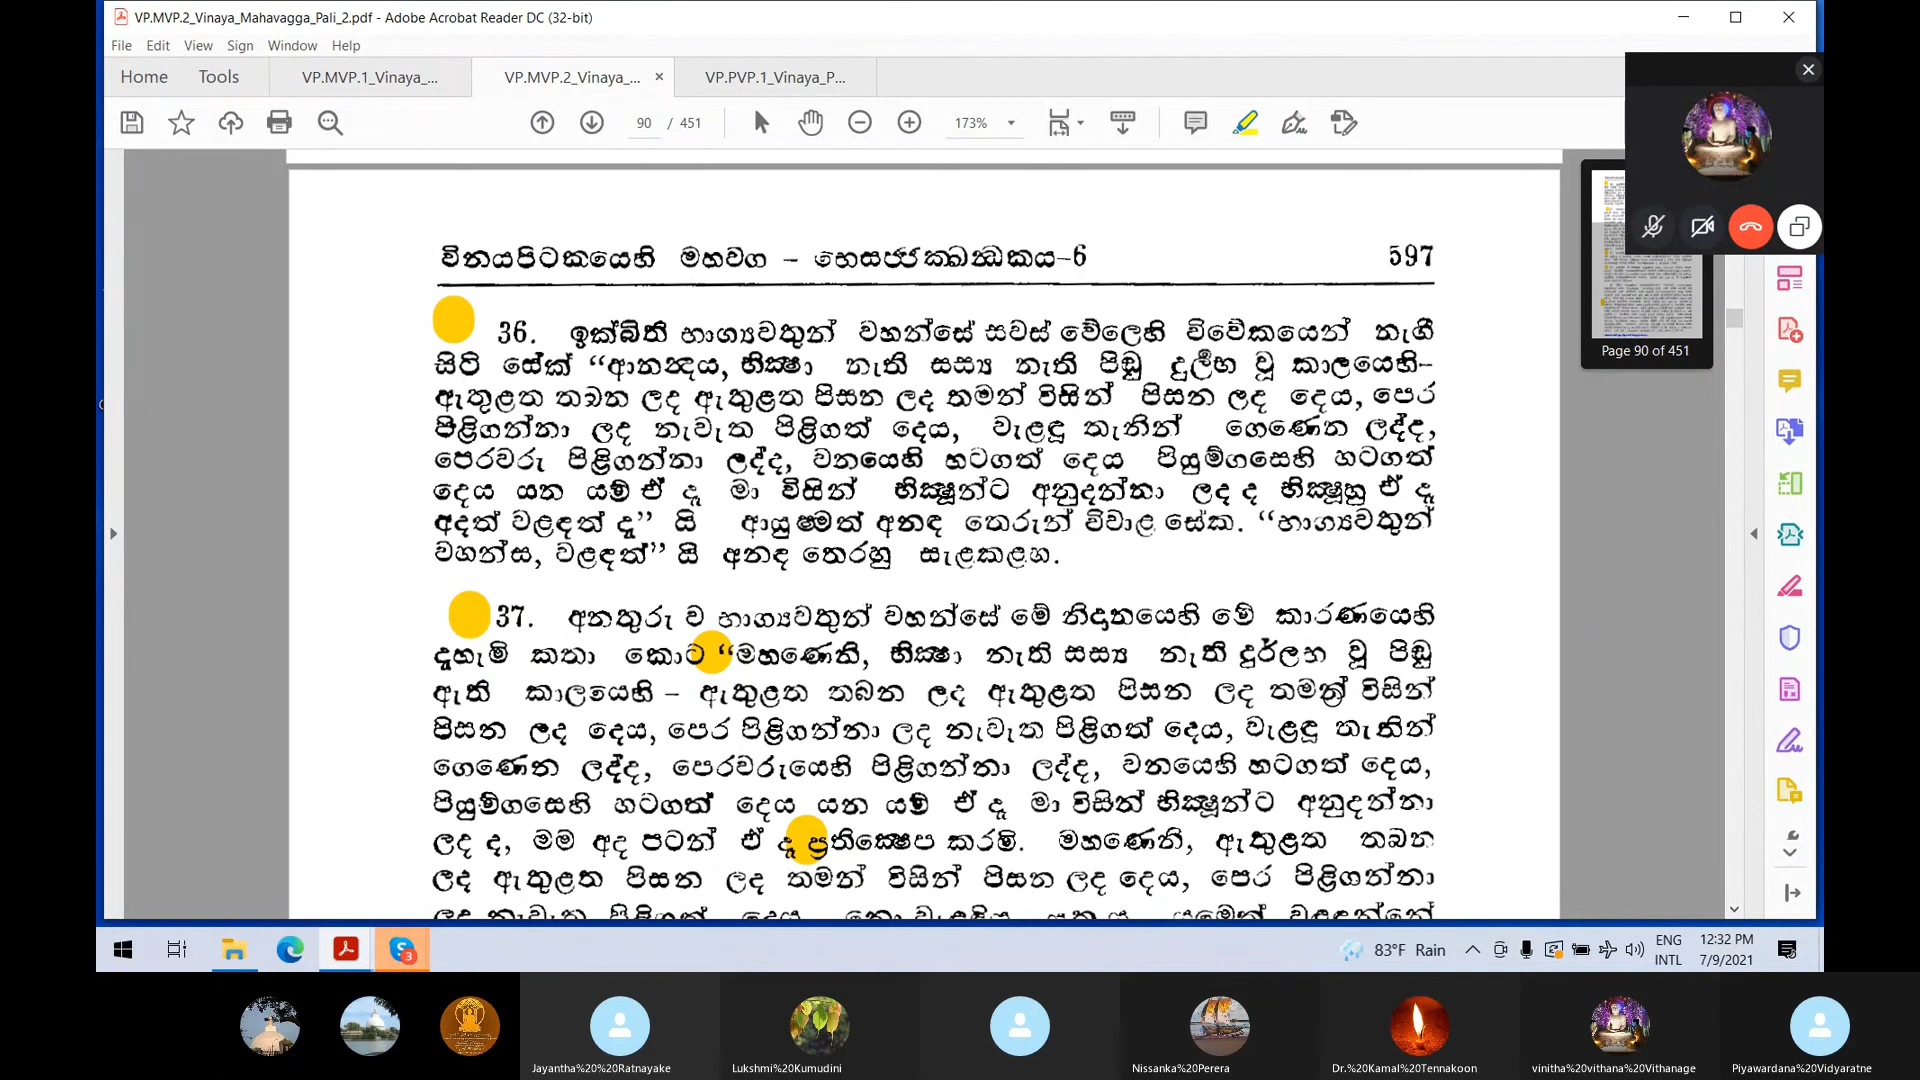 VP.MVP.2_Vinaya_Mahavagga_Pali_2.pdf - Adobe Acrobat Reader DC (32-bit)
File Edit View Sign Window Help
Home Tools VP.MVP.1_Vinaya_... VP.MVP.2_Vinaya_... × VP.PVP.1_Vinaya_P...
90 / 451 173%
විනයපිටකයෙහි මහවග – භෙසජ්ජක්ඛන්ධකය–6 597
36. ඉක්බිති භාග්‍යවතුන් වහන්සේ සවස් වේලෙහි විවේකයෙන් නැගී
සිටි සේක් “ආනන්‍දය, භික්‍ෂා නැති සස්‍ය නැති පිඬු දුර්‍ලභ වූ කාලයෙහි–
ඇතුළත තබන ලද ඇතුළත පිසන ලද තමන් විසින් පිසන ලද දෙය, පෙර
පිළිගන්නා ලද නැවැත පිළිගත් දෙය, වැළඳූ තැනින් ගෙණෙන ලද්ද,
පෙරවරු පිළිගන්නා ලද්ද, වනයෙහි හටගත් දෙය පියුම්ගසෙහි හටගත්
දෙය යන යම් ඒ දෑ මා විසින් භික්‍ෂූන්ට අනුදන්නා ලද ද භික්‍ෂූහු ඒ දෑ
අදත් වළඳත් දැ” යි ආයුෂ්මත් අනඳ තෙරුන් විචාළ සේක. “භාග්‍යවතුන්
වහන්ස, වළඳත්” යි අනඳ තෙරහු සැළකළහ.
37. අනතුරු ව භාග්‍යවතුන් වහන්සේ මේ නිදානයෙහි මේ කාරණයෙහි
දැහැමි කතා කොට “මහණෙනි, භික්‍ෂා නැති සස්‍ය නැති දුර්ලභ වූ පිඬු
ඇති කාලයෙහි – ඇතුළත තබන ලද ඇතුළත පිසන ලද තමන් විසින්
පිසන ලද දෙය, පෙර පිළිගන්නා ලද නැවැත පිළිගත් දෙය, වැළඳූ තැනින්
ගෙණෙන ලද්ද, පෙරවරුයෙහි පිළිගන්නා ලද්ද, වනයෙහි හටගත් දෙය,
පියුම්ගසෙහි හටගත් දෙය යන යම් ඒ දෑ මා විසින් භික්‍ෂූන්ට අනුදන්නා
ලද ද, මම අද පටන් ඒ දෑ ප්‍රතික්‍ෂෙප කරමි. මහණෙනි, ඇතුළත තබන
ලද ඇතුළත පිසන ලද තමන් විසින් පිසන ලද දෙය, පෙර පිළිගන්නා
ලද නැවැත පිළිගත් දෙය
Page 90 of 451
83°F Rain
ENG
INTL
12:32 PM
7/9/2021
3
Jayantha%20%20Ratnayake
Lukshmi%20Kumudini
Nissanka%20Perera
Dr.%20Kamal%20Tennakoon
vinitha%20vithana%20Vithanage
Piyawardana%20Vidyaratne